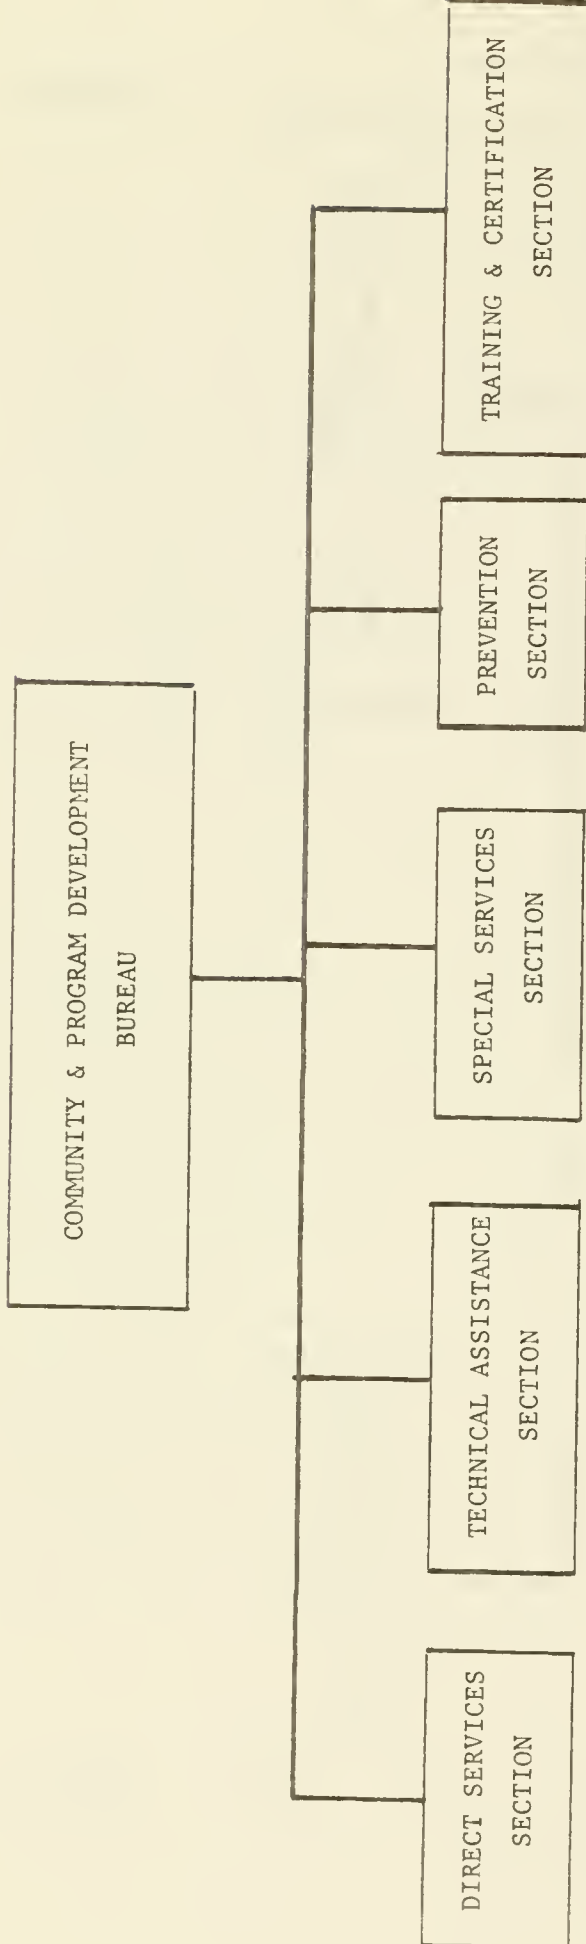 COMMUNITY & PROGRAM DEVELOPMENT
BUREAU
DIRECT SERVICES
SECTION
TECHNICAL ASSISTANCE
SECTION
SPECIAL SERVICES
SECTION
PREVENTION
SECTION
TRAINING & CERTIFICATION
SECTION